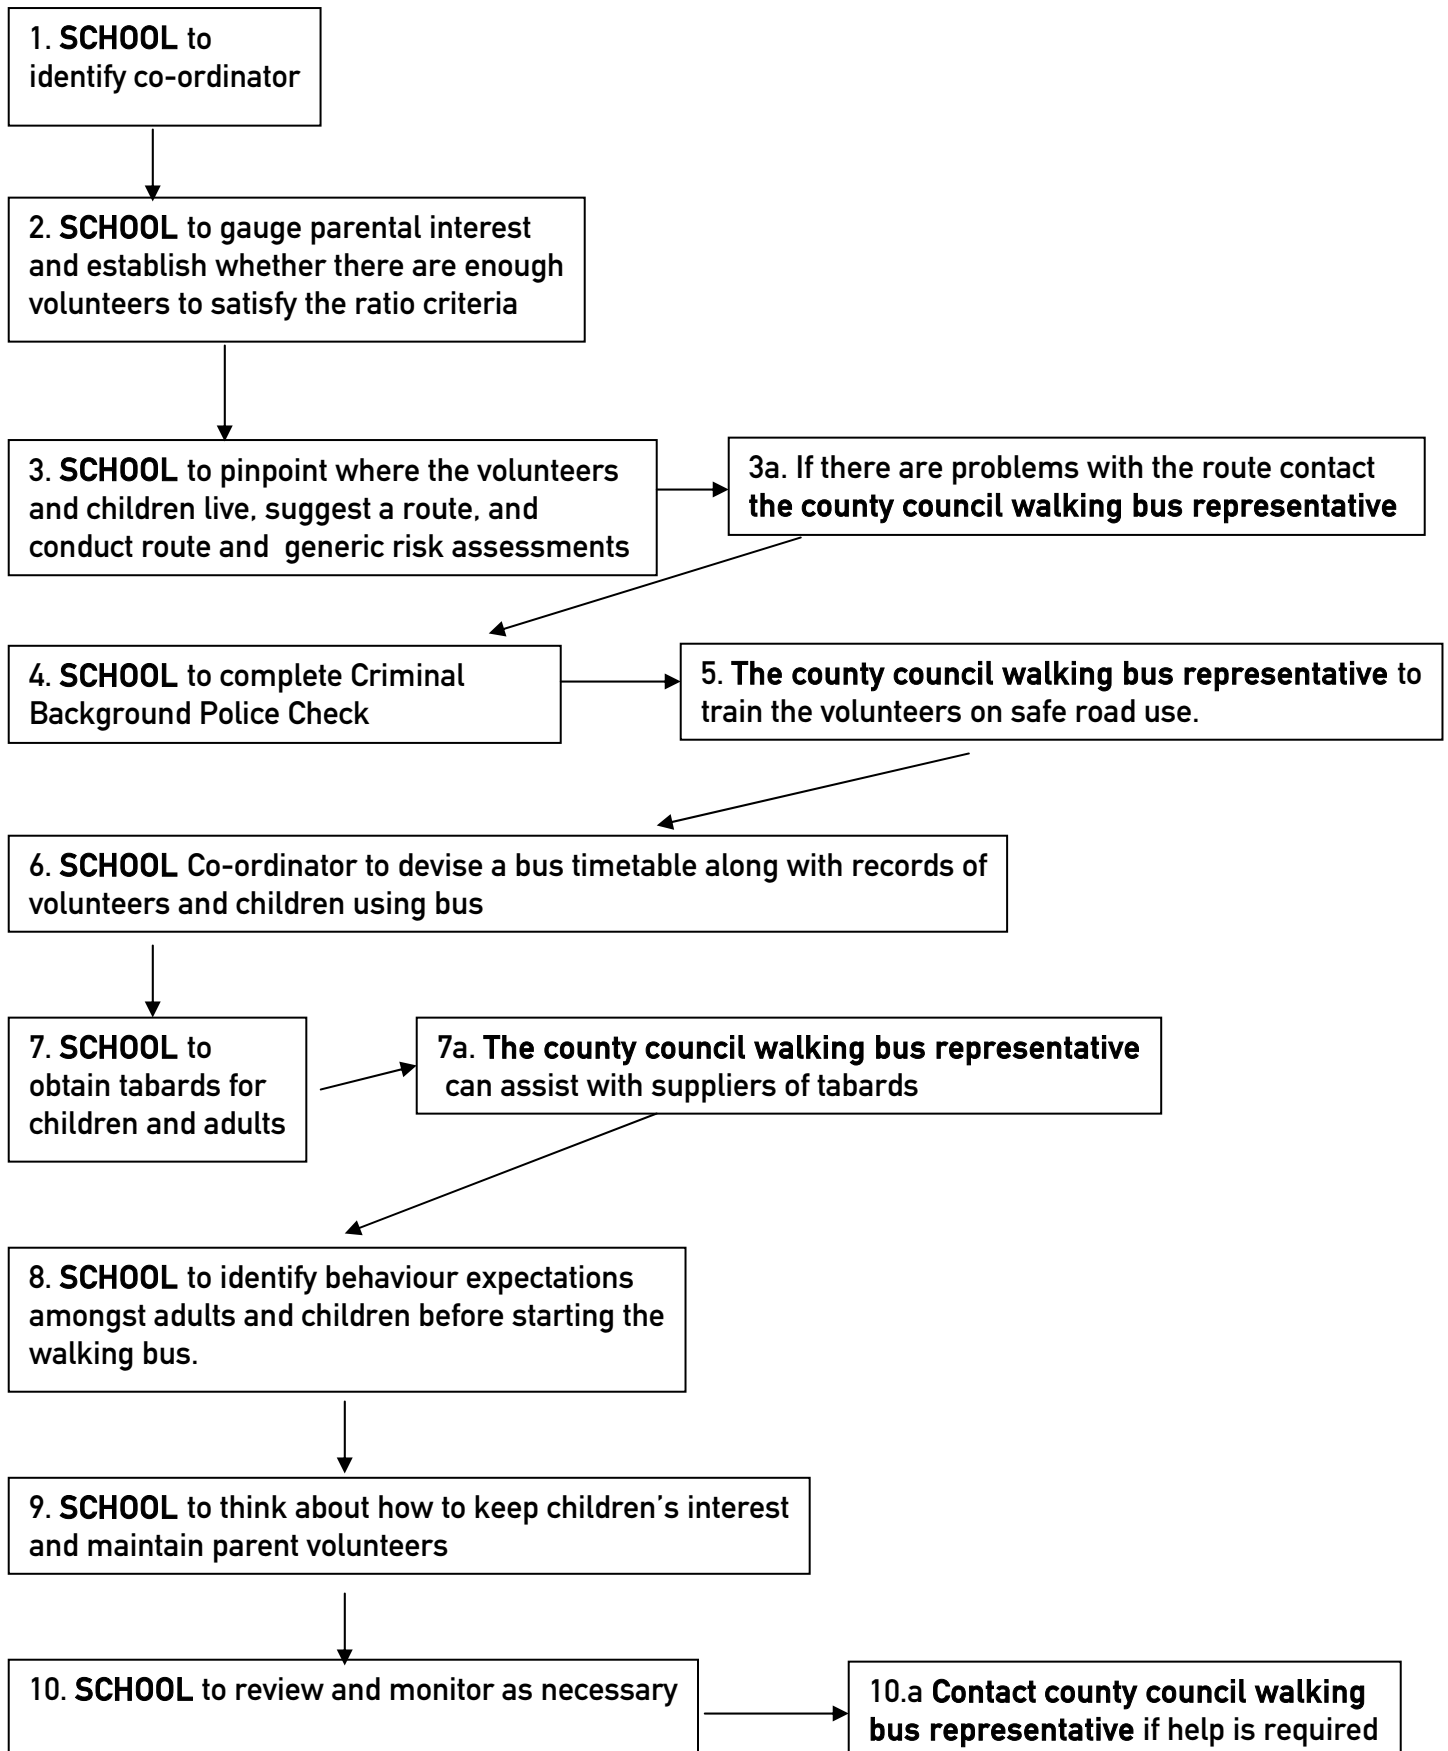 1. SCHOOL to
identify co-ordinator
2. SCHOOL to gauge parental interest
and establish whether there are enough
volunteers to satisfy the ratio criteria
3. SCHOOL to pinpoint where the volunteers
and children live, suggest a route, and
conduct route and generic risk assessments
3a. If there are problems with the route contact
the county council walking bus representative
4. SCHOOL to complete Criminal
Background Police Check
5. The county council walking bus representative to
train the volunteers on safe road use.
6. SCHOOL Co-ordinator to devise a bus timetable along with records of
volunteers and children using bus
7. SCHOOL to
obtain tabards for
children and adults
7a. The county council walking bus representative
can assist with suppliers of tabards
8. SCHOOL to identify behaviour expectations
amongst adults and children before starting the
walking bus.
9. SCHOOL to think about how to keep children's interest
and maintain parent volunteers
10. SCHOOL to review and monitor as necessary
10.a Contact county council walking
bus representative if help is required